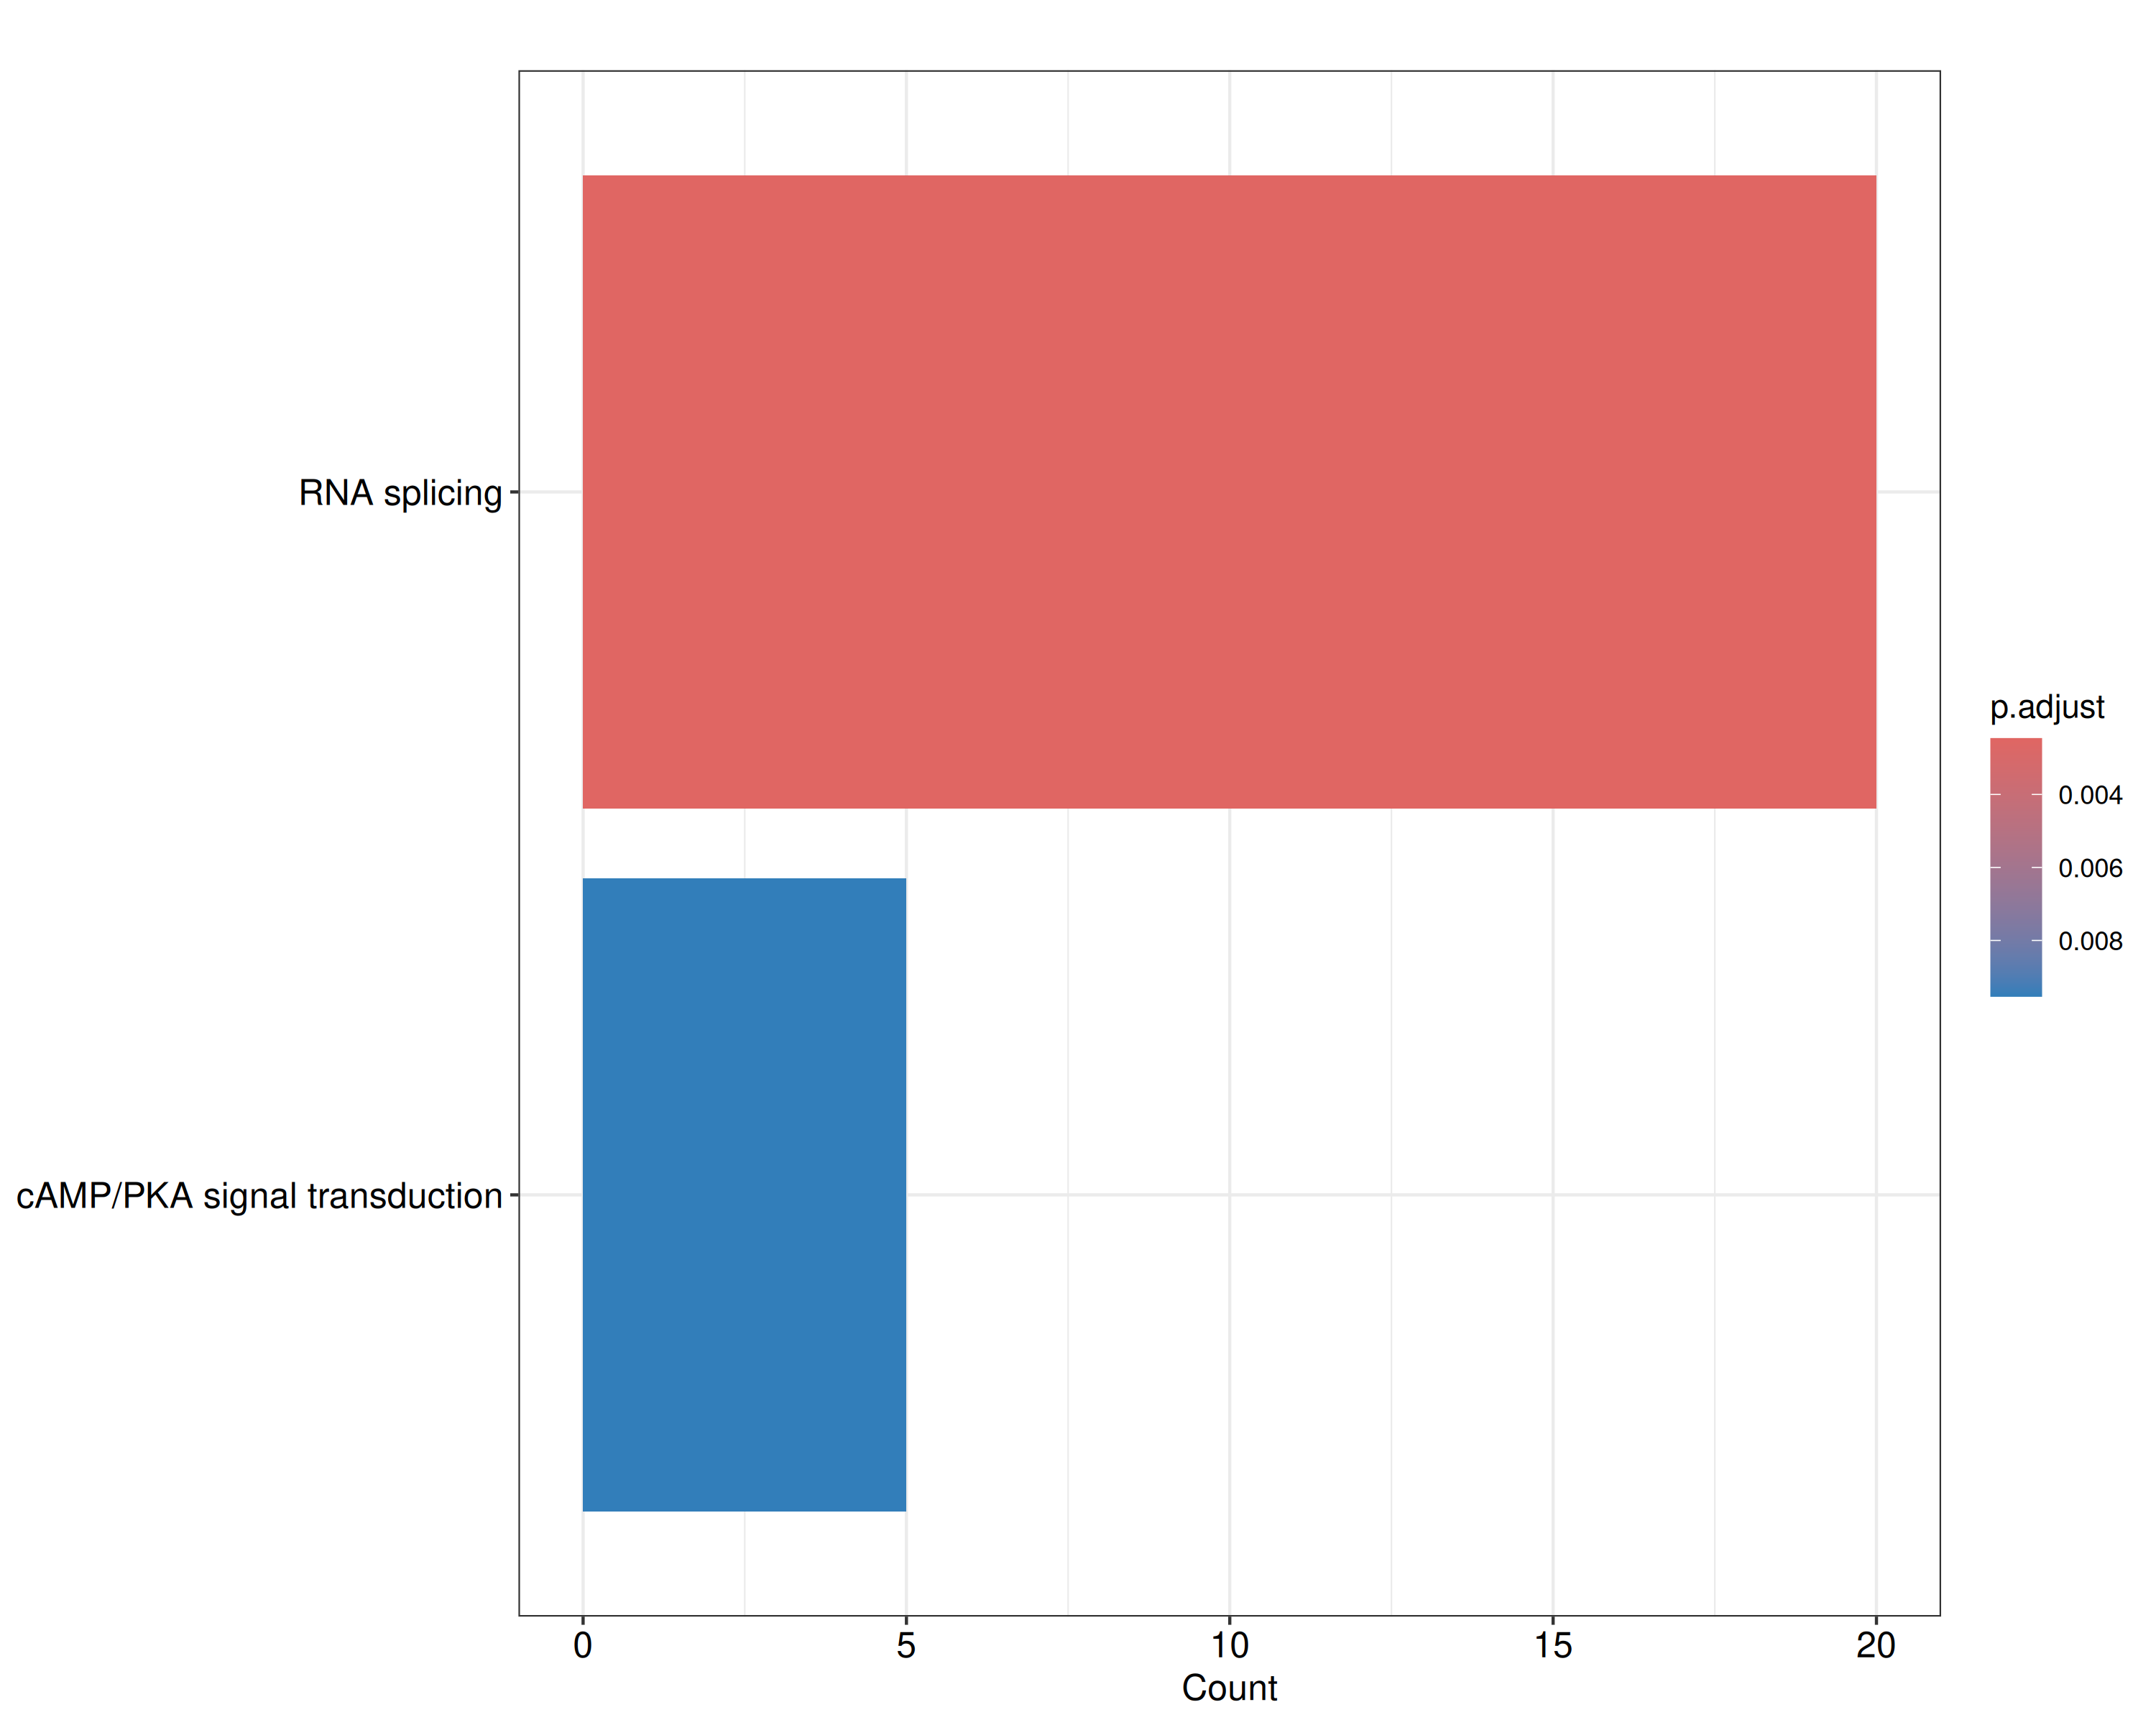 RNA splicing
cAMP/PKA signal transduction
0 5 10 15 20
Count
p.adjust
0.004
0.006
0.008